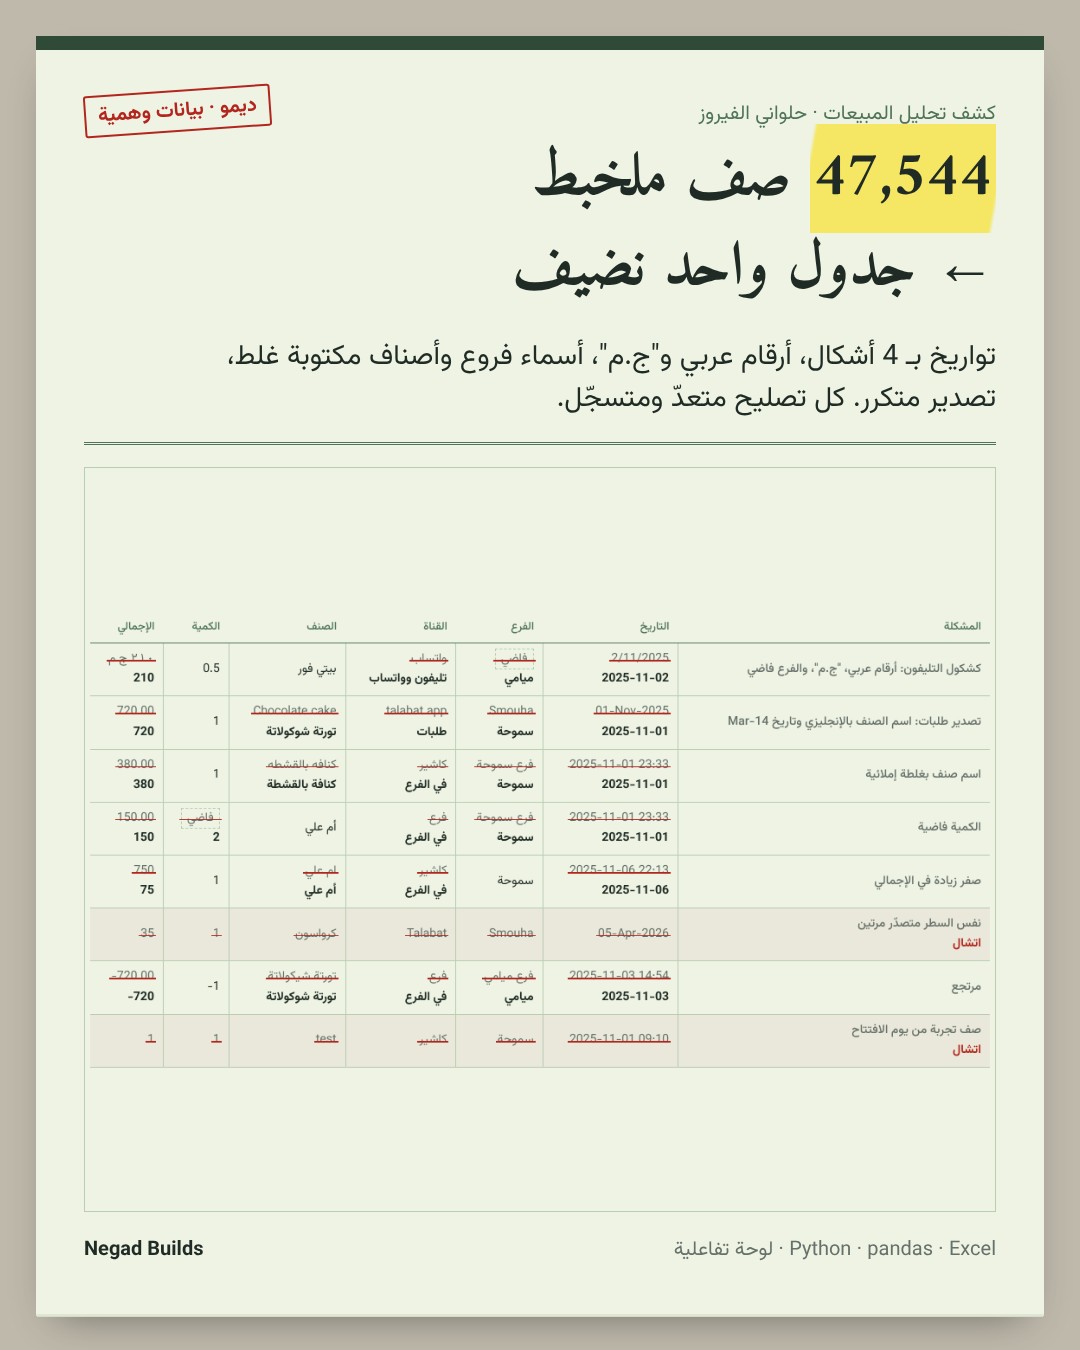 كشف تحليل المبيعات · حلواني الفيروز
ديمو · بيانات وهمية
47,544 صف ملخبط
← جدول واحد نضيف
تواريخ بـ 4 أشكال، أرقام عربي و"ج.م"، أسماء فروع وأصناف مكتوبة غلط،
تصدير متكرر. كل تصليح متعدّ ومتسجّل.
المشكلة التاريخ الفرع القناة الصنف الكمية الإجمالي
كشكول التليفون: أرقام عربي، "ج.م"، والفرع فاضي 2/11/2025 2025-11-02 فاضي ميامي واتساب تليفون وواتساب بيتي فور 0.5 ٢١٠ ج.م 210
تصدير طلبات: اسم الصنف بالإنجليزي وتاريخ 14-Mar 01-Nov-2025 2025-11-01 Smouha سموحة talabat app طلبات Chocolate cake تورتة شوكولاتة 1 720.00 720
اسم صنف بغلطة إملائية 2025-11-01 23:33 2025-11-01 فرع سموحة سموحة كاشير في الفرع كنافه بالقشطه كنافة بالقشطة 1 380.00 380
الكمية فاضية 2025-11-01 23:33 2025-11-01 فرع سموحة سموحة فرع في الفرع أم علي فاضي 2 150.00 150
صفر زيادة في الإجمالي 2025-11-06 22:13 2025-11-06 سموحة كاشير في الفرع ام علي أم علي 1 750 75
نفس السطر متصدّر مرتين اتشال 05-Apr-2026 Smouha Talabat كرواسون 1 35
مرتجع 2025-11-03 14:54 2025-11-03 فرع ميامي ميامي فرع في الفرع تورتة شيكولاتة تورتة شوكولاتة -1 -720.00 -720
صف تجربة من يوم الافتتاح اتشال 2025-11-01 09:10 سموحة كاشير test 1 1
لوحة تفاعلية · Python · pandas · Excel
Negad Builds